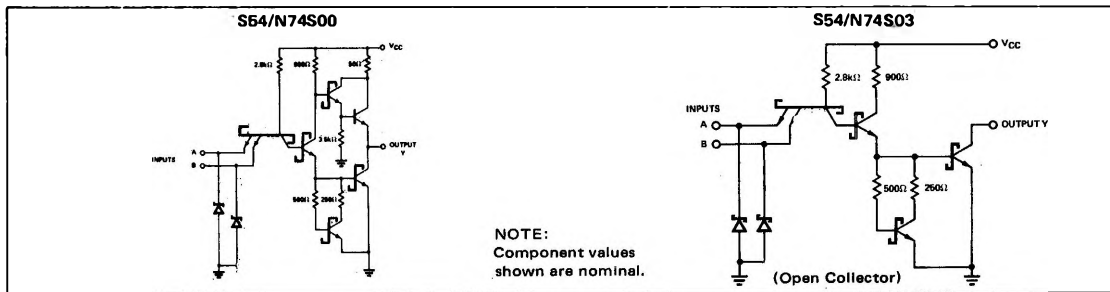 S54/N74S00
VCC
2.8kΩ
900Ω
50Ω
3.5kΩ
INPUTS
A
B
OUTPUT
Y
500Ω
250Ω
NOTE:
Component values
shown are nominal.
S54/N74S03
VCC
2.8kΩ
900Ω
INPUTS
A
B
OUTPUT Y
500Ω
250Ω
(Open Collector)